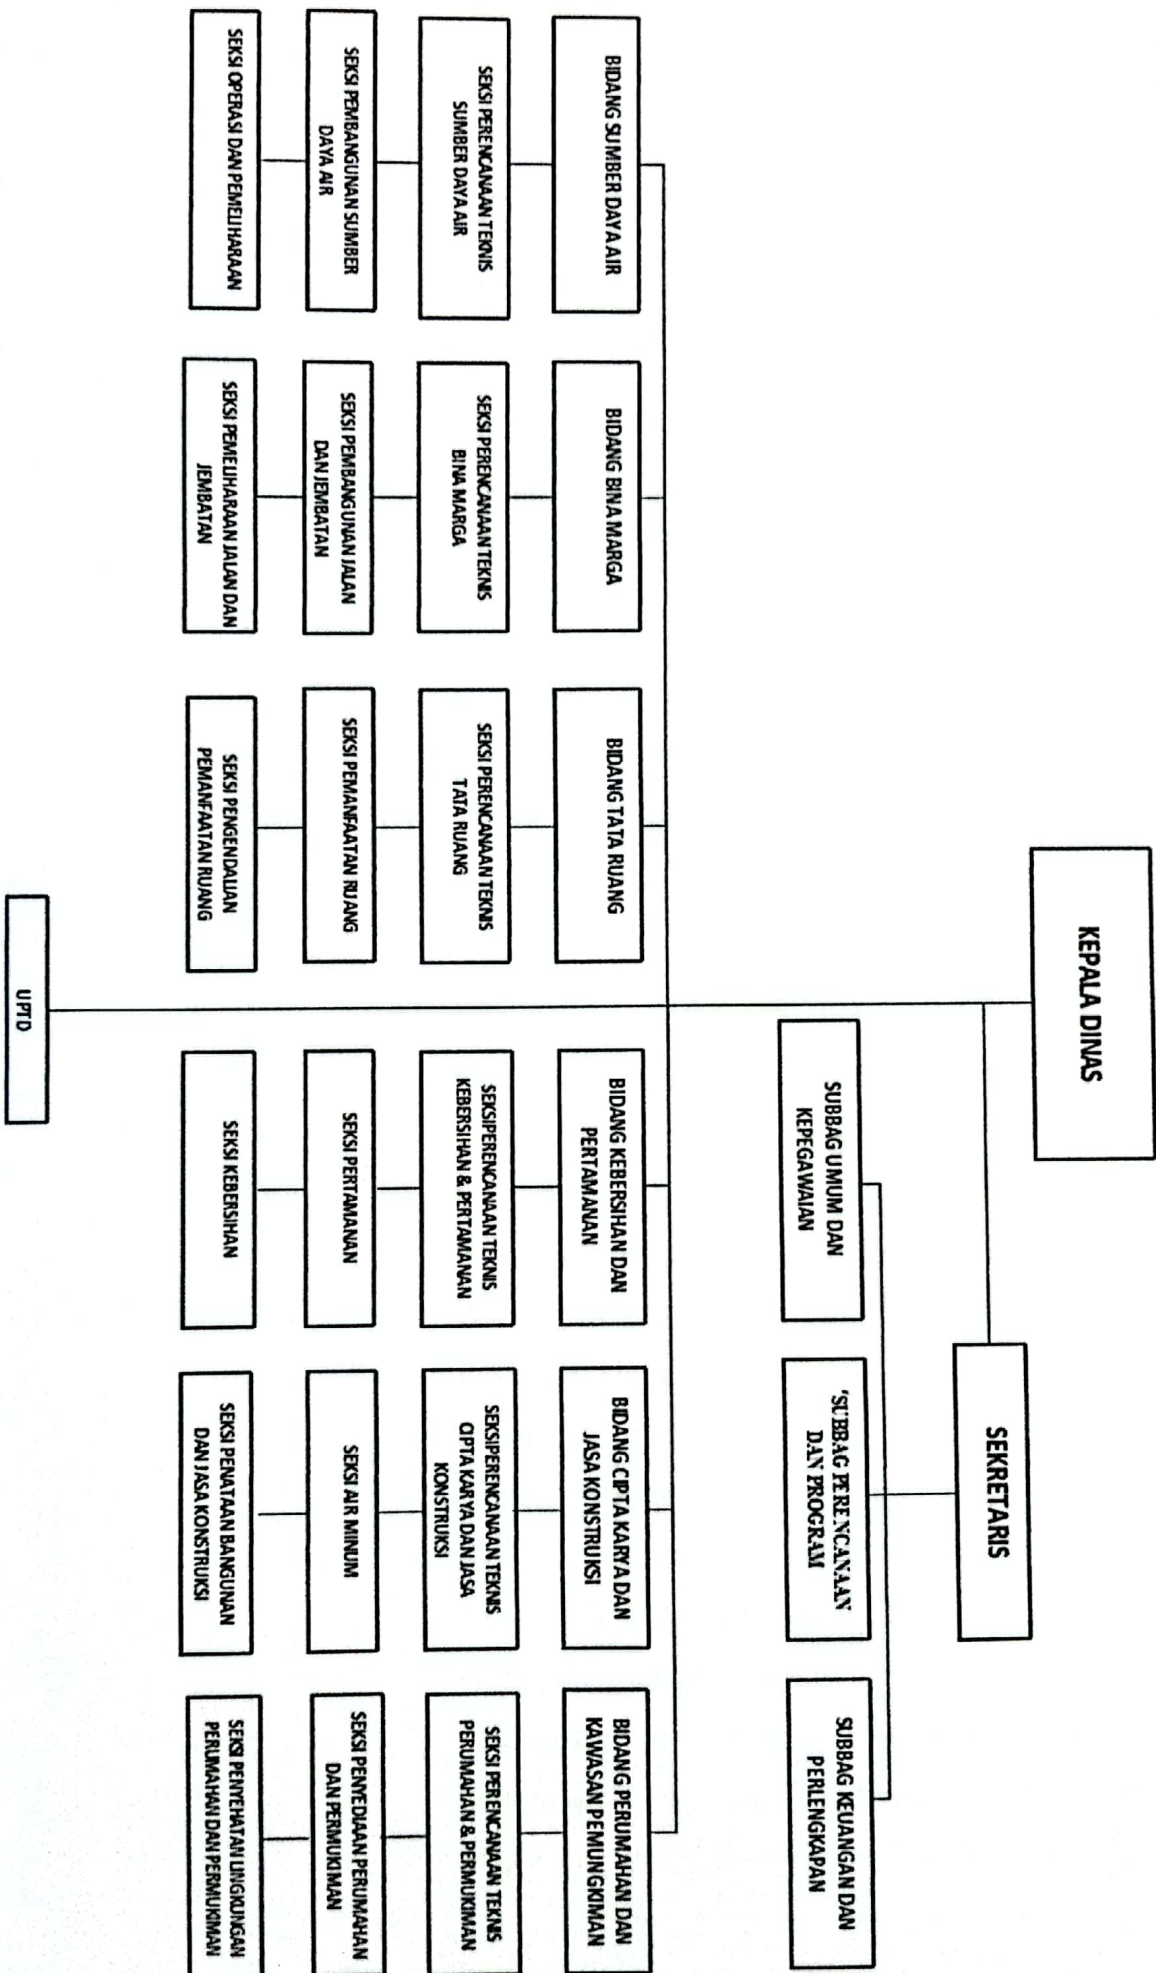 KEPALA DINAS
SEKRETARIS
SUBBAG UMUM DAN
KEPEGAWAIAN
'SUBBAG PERENCANAAN
DAN PROGRAM
SUBBAG KEUANGAN DAN
PERLENGKAPAN
BIDANG SUMBER DAYA AIR
BIDANG BINA MARGA
BIDANG TATA RUANG
BIDANG KEBERSIHAN DAN
PERTAMANAN
BIDANG CIPTA KARYA DAN
JASA KONSTRUKSI
BIDANG PERUMAHAN DAN
KAWASAN PEMUNGKIMAN
SEKSI PERENCANAAN TEKNIS
SUMBER DAYA AIR
SEKSI PERENCANAAN TEKNIS
BINA MARGA
SEKSI PERENCANAAN TEKNIS
TATA RUANG
SEKSIPERENCANAAN TEKNIS
KEBERSIHAN & PERTAMANAN
SEKSIPERENCANAAN TEKNIS
CIPTA KARYA DAN JASA
KONSTRUKSI
SEKSI PERENCANAAN TEKNIS
PERUMAHAN & PERMUKIMAN
SEKSI PEMBANGUNAN SUMBER
DAYA AIR
SEKSI PEMBANGUNAN JALAN
DAN JEMBATAN
SEKSI PEMANFAATAN RUANG
SEKSI PERTAMANAN
SEKSI AIR MINUM
SEKSI PENYEDIAAN PERUMAHAN
DAN PERMUKIMAN
SEKSI OPERASI DAN PEMELIHARAAN
SEKSI PEMELIHARAAN JALAN DAN
JEMBATAN
SEKSI PENGENDALIAN
PEMANFAATAN RUANG
SEKSI KEBERSIHAN
SEKSI PENATAAN BANGUNAN
DAN JASA KONSTRUKSI
SEKSI PENYEHATAN LINGKUNGAN
PERUMAHAN DAN PERMUKIMAN
UPTD